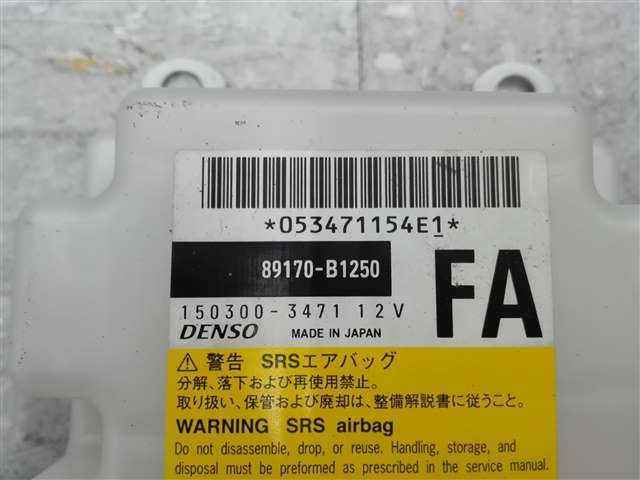 *053471154E1*
89170-B1250
FA
150300-3471 12V
DENSO MADE IN JAPAN
⚠ 警告 SRSエアバッグ
分解、落下および再使用禁止。
取り扱い、保管および廃却は、整備解説書に従うこと。
WARNING SRS airbag
Do not disassemble, drop, or reuse. Handling, storage, and
disposal must be preformed as prescribed in the service manual.